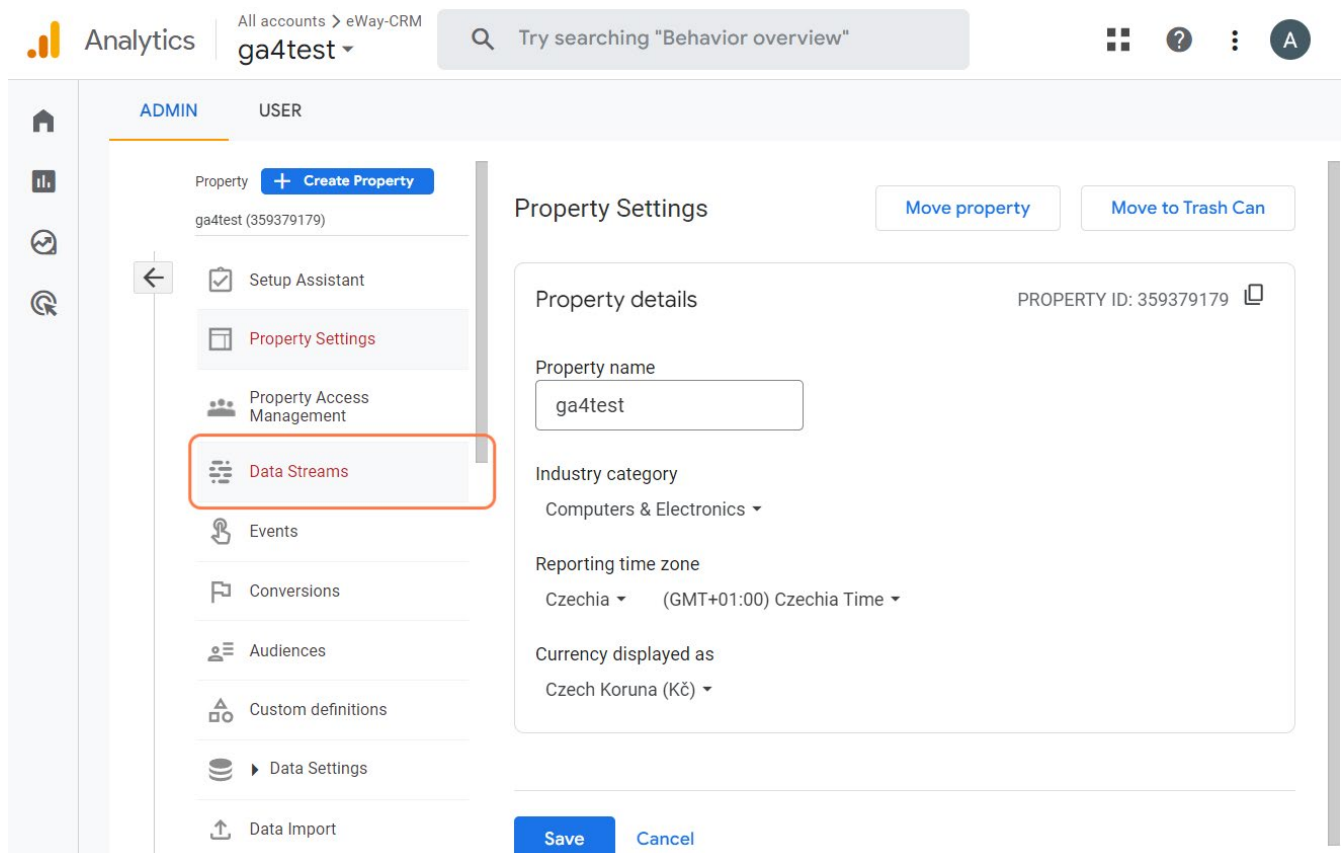 All accounts > eWay-CRM
Analytics
ga4test
Try searching "Behavior overview"
A
ADMIN
USER
Property
+ Create Property
ga4test (359379179)
Setup Assistant
Property Settings
Property Access
Management
Data Streams
Events
Conversions
Audiences
Custom definitions
Data Settings
Data Import
Property Settings
Move property
Move to Trash Can
Property details
PROPERTY ID: 359379179
Property name
ga4test
Industry category
Computers & Electronics
Reporting time zone
Czechia
(GMT+01:00) Czechia Time
Currency displayed as
Czech Koruna (Kč)
Save
Cancel